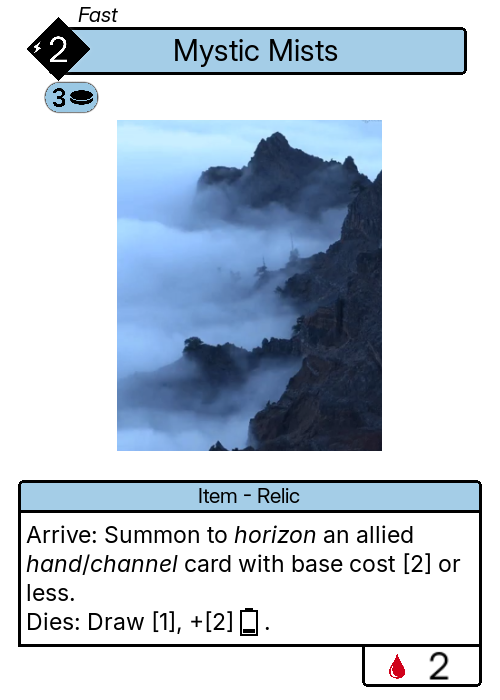 Fast
2
Mystic Mists
3
Item - Relic
Arrive: Summon to horizon an allied
hand/channel card with base cost [2] or
less.
Dies: Draw [1], +[2] .
2